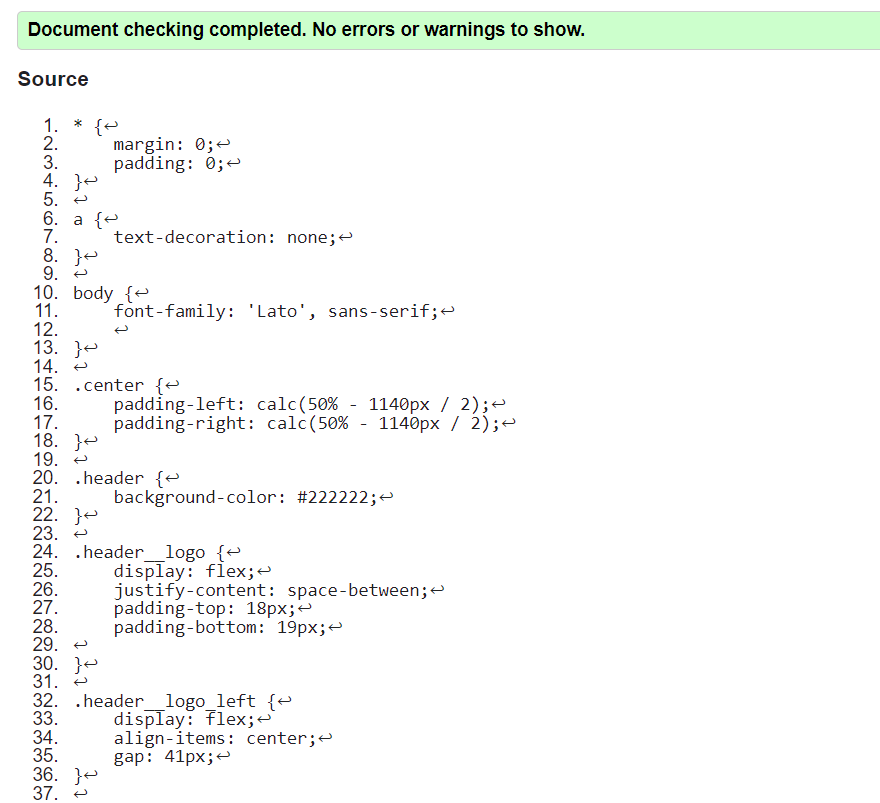 Document checking completed. No errors or warnings to show.
Source
1. * {↩
2.     margin: 0;↩
3.     padding: 0;↩
4. }↩
5. ↩
6. a {↩
7.     text-decoration: none;↩
8. }↩
9. ↩
10. body {↩
11.     font-family: 'Lato', sans-serif;↩
12.     ↩
13. }↩
14. ↩
15. .center {↩
16.     padding-left: calc(50% - 1140px / 2);↩
17.     padding-right: calc(50% - 1140px / 2);↩
18. }↩
19. ↩
20. .header {↩
21.     background-color: #222222;↩
22. }↩
23. ↩
24. .header__logo {↩
25.     display: flex;↩
26.     justify-content: space-between;↩
27.     padding-top: 18px;↩
28.     padding-bottom: 19px;↩
29. ↩
30. }↩
31. ↩
32. .header__logo_left {↩
33.     display: flex;↩
34.     align-items: center;↩
35.     gap: 41px;↩
36. }↩
37. ↩